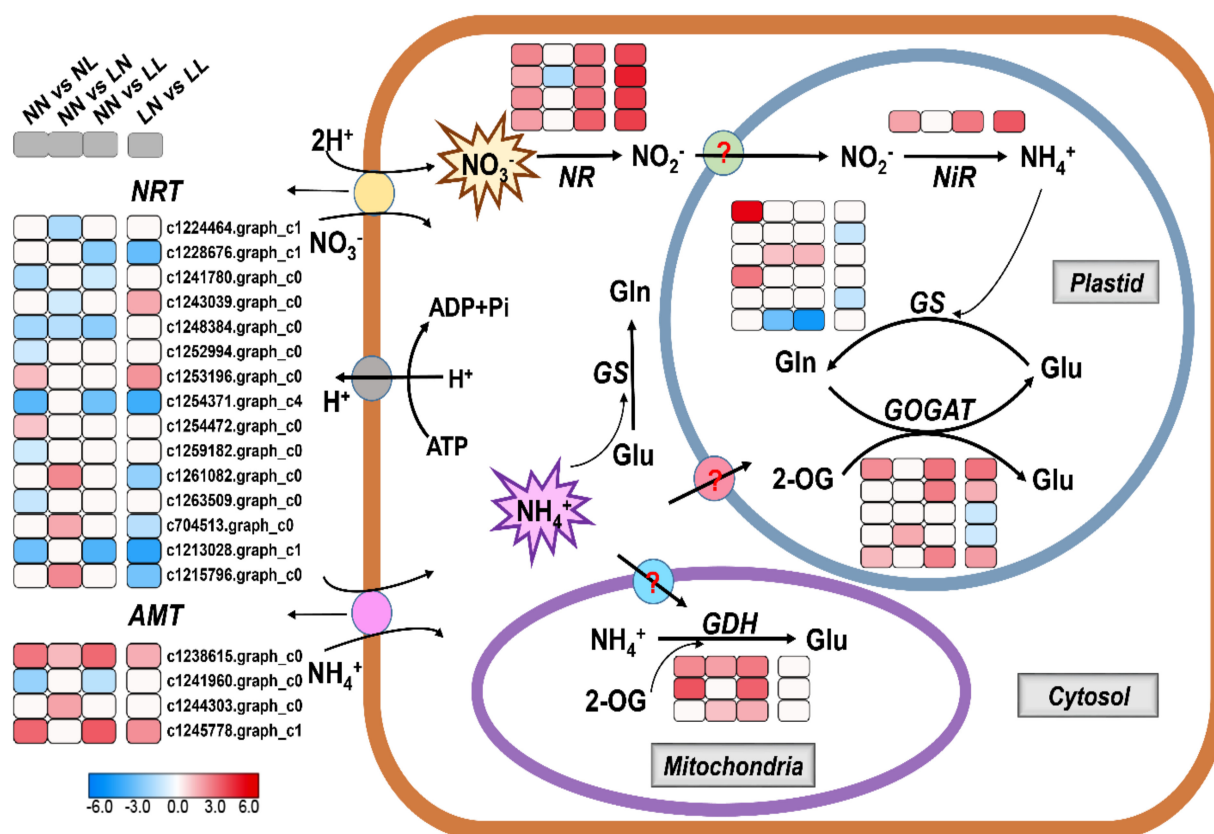 NN vs NL
NN vs LN
NN vs LL
LN vs LL
NRT
c1224464.graph_c1
c1228676.graph_c1
c1241780.graph_c0
c1243039.graph_c0
c1248384.graph_c0
c1252994.graph_c0
c1253196.graph_c0
c1254371.graph_c4
c1254472.graph_c0
c1259182.graph_c0
c1261082.graph_c0
c1263509.graph_c0
c704513.graph_c0
c1213028.graph_c1
c1215796.graph_c0
AMT
c1238615.graph_c0
c1241960.graph_c0
c1244303.graph_c0
c1245778.graph_c1
-6.0 -3.0 0.0 3.0 6.0
2H⁺
NO₃⁻
NO₃⁻
NR
NO₂⁻
?
NO₂⁻
NiR
NH₄⁺
ADP+Pi
H⁺
H⁺
ATP
Gln
GS
Glu
NH₄⁺
Plastid
GS
Gln
Glu
GOGAT
2-OG
Glu
?
?
NH₄⁺
NH₄⁺
GDH
Glu
2-OG
Mitochondria
Cytosol